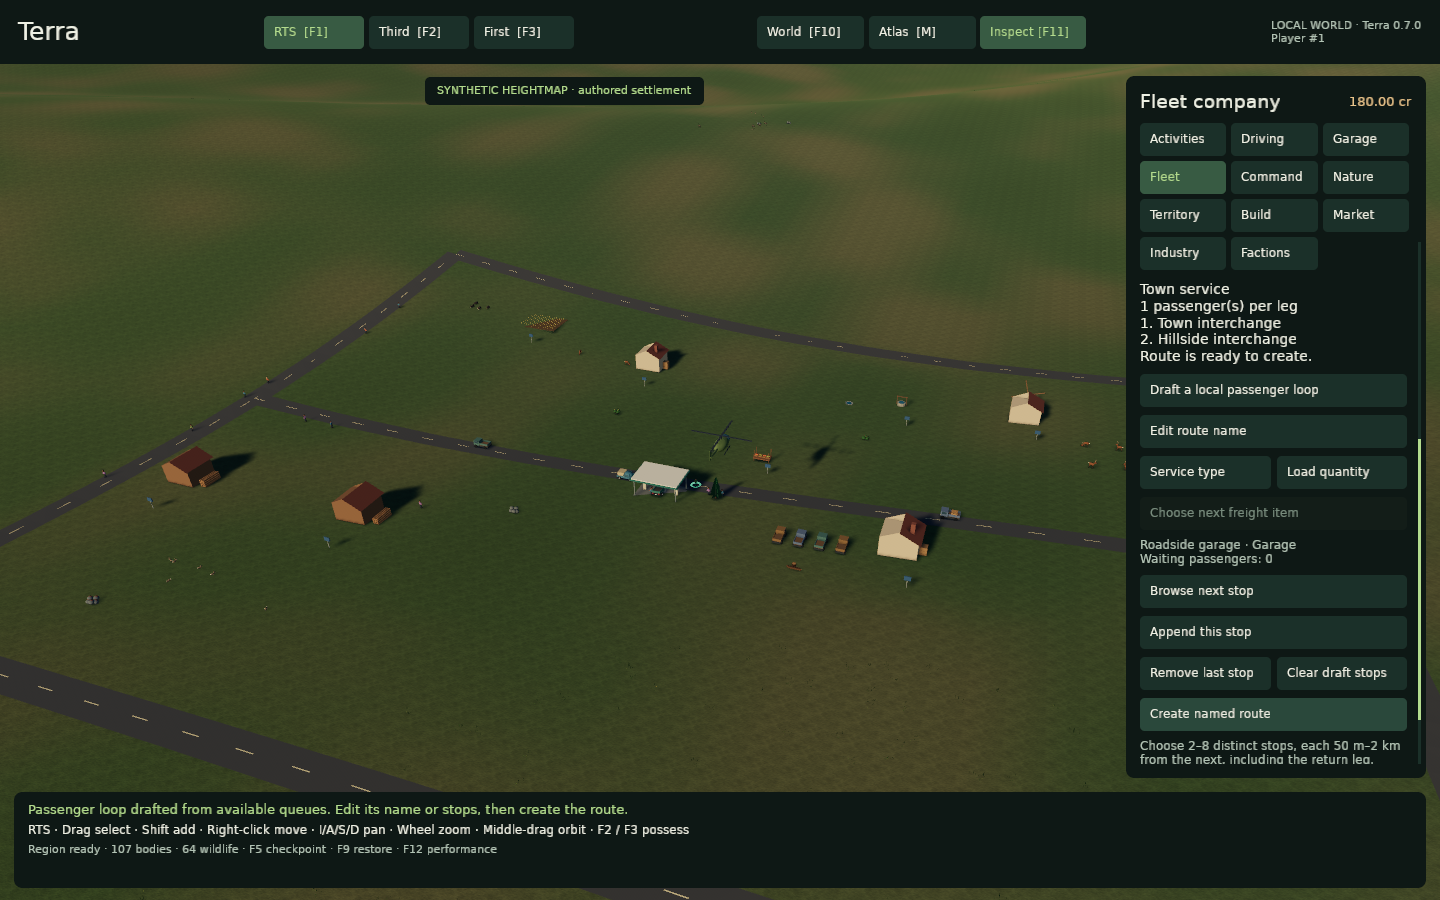 Terra
RTS [F1]
Third [F2]
First [F3]
World [F10]
Atlas [M]
Inspect [F11]
LOCAL WORLD · Terra 0.7.0
Player #1
SYNTHETIC HEIGHTMAP · authored settlement
Fleet company
180.00 cr
Activities
Driving
Garage
Fleet
Command
Nature
Territory
Build
Market
Industry
Factions
Town service
1 passenger(s) per leg
1. Town interchange
2. Hillside interchange
Route is ready to create.
Draft a local passenger loop
Edit route name
Service type
Load quantity
Choose next freight item
Roadside garage · Garage
Waiting passengers: 0
Browse next stop
Append this stop
Remove last stop
Clear draft stops
Create named route
Choose 2–8 distinct stops, each 50 m–2 km
from the next, including the return leg.
Passenger loop drafted from available queues. Edit its name or stops, then create the route.
RTS · Drag select · Shift add · Right-click move · I/A/S/D pan · Wheel zoom · Middle-drag orbit · F2 / F3 possess
Region ready · 107 bodies · 64 wildlife · F5 checkpoint · F9 restore · F12 performance